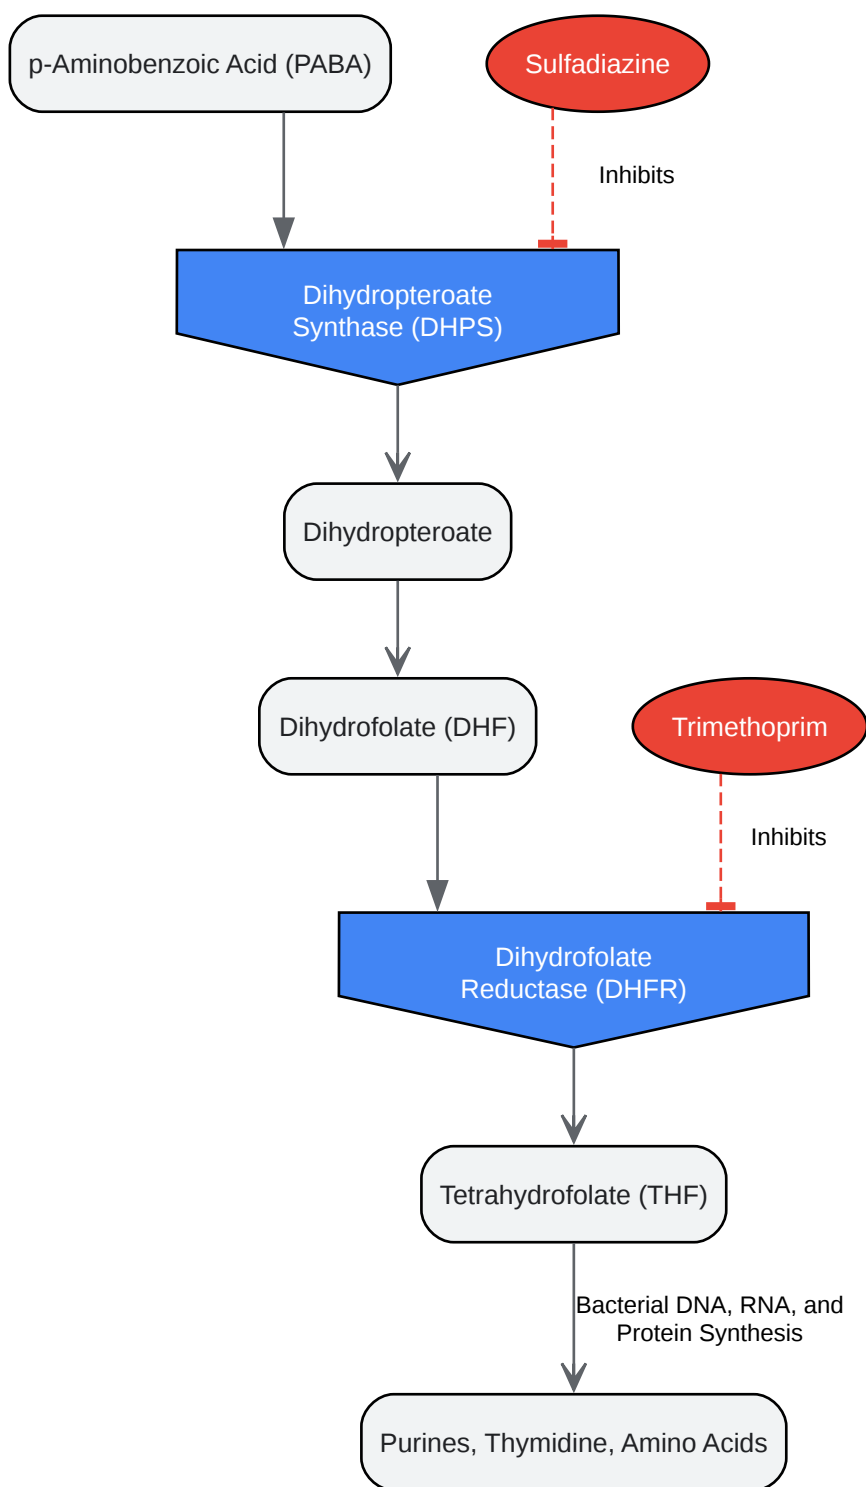 p-Aminobenzoic Acid (PABA)
Sulfadiazine
Inhibits
Dihydropteroate
Synthase (DHPS)
Dihydropteroate
Dihydrofolate (DHF)
Trimethoprim
Inhibits
Dihydrofolate
Reductase (DHFR)
Tetrahydrofolate (THF)
Bacterial DNA, RNA, and
Protein Synthesis
Purines, Thymidine, Amino Acids